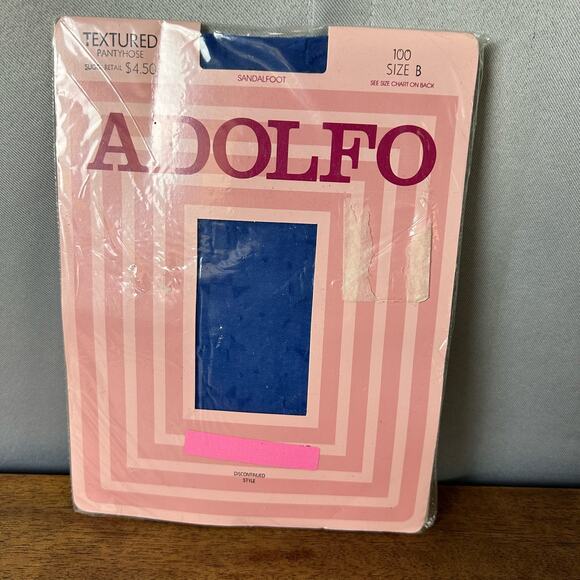 TEXTURED
PANTYHOSE
SUGG. RETAIL $4.50
SANDALFOOT
100
SIZE B
SEE SIZE CHART ON BACK
ADOLFO
DISCONTINUED
STYLE